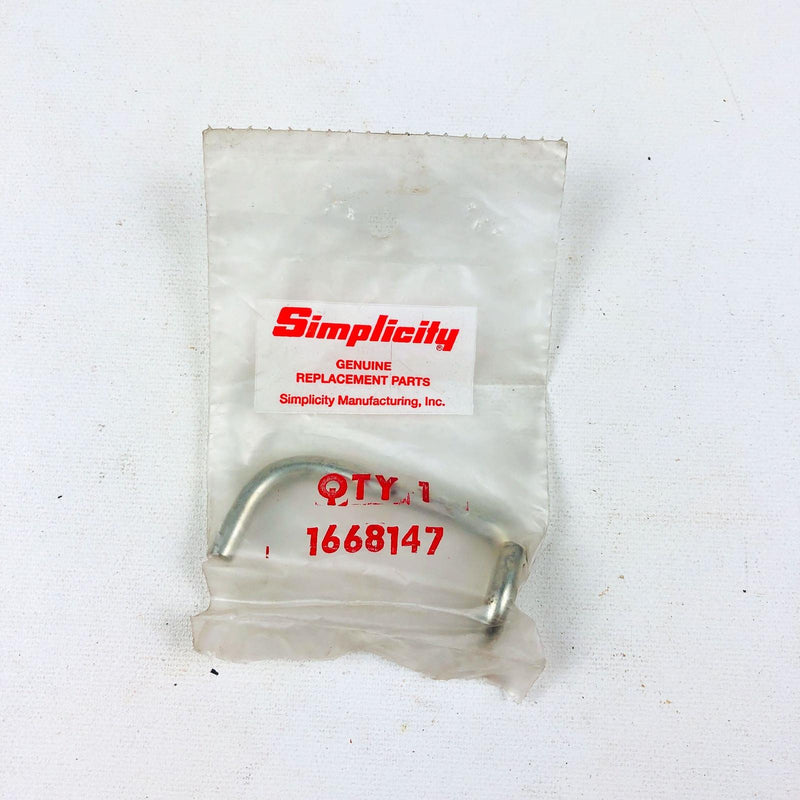 Simplicity®
GENUINE
REPLACEMENT PARTS
Simplicity Manufacturing, Inc.
QTY 1
1668147